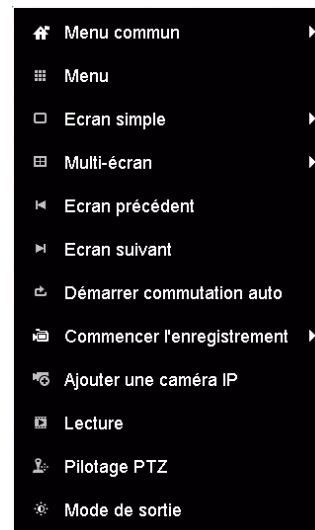 Menu commun
Menu
Ecran simple
Multi-écran
Ecran précédent
Ecran suivant
Démarrer commutation auto
Commencer l'enregistrement
Ajouter une caméra IP
Lecture
Pilotage PTZ
Mode de sortie